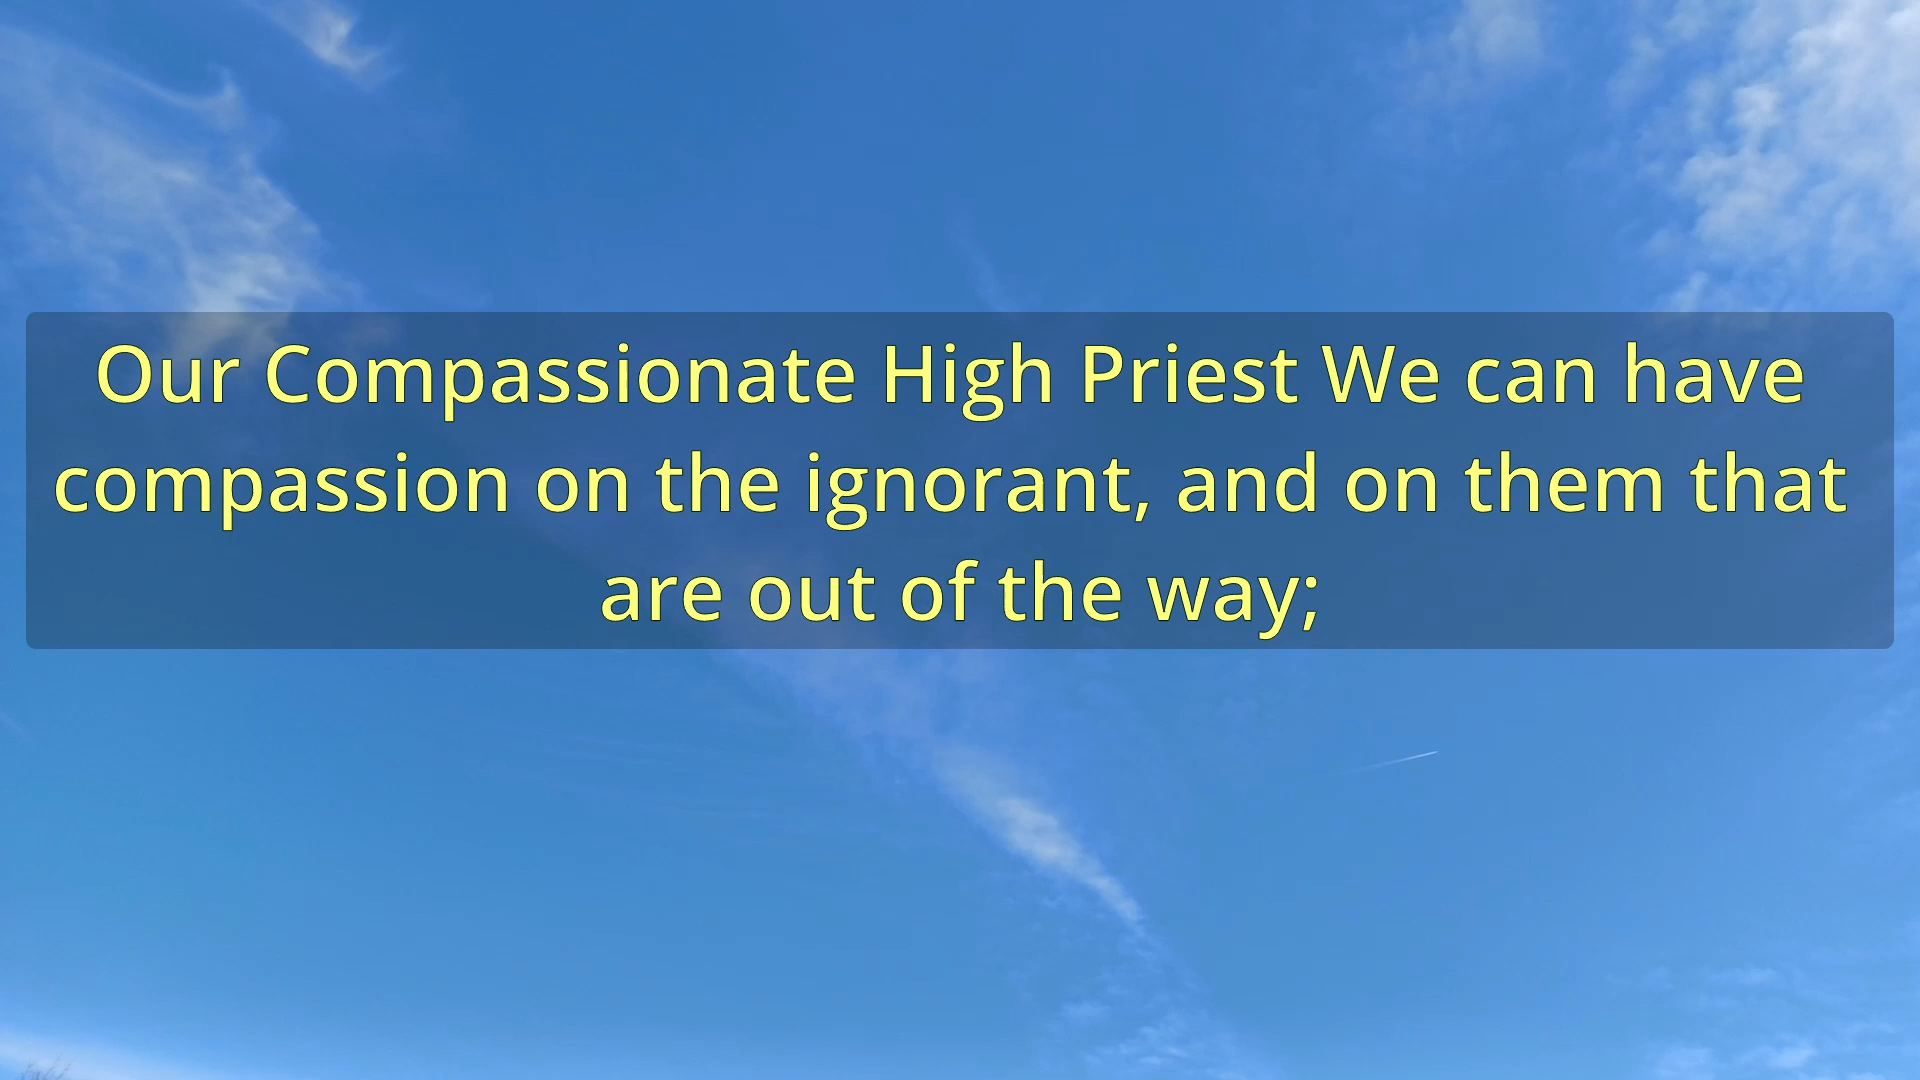 Our Compassionate High Priest We can have
compassion on the ignorant, and on them that
are out of the way;